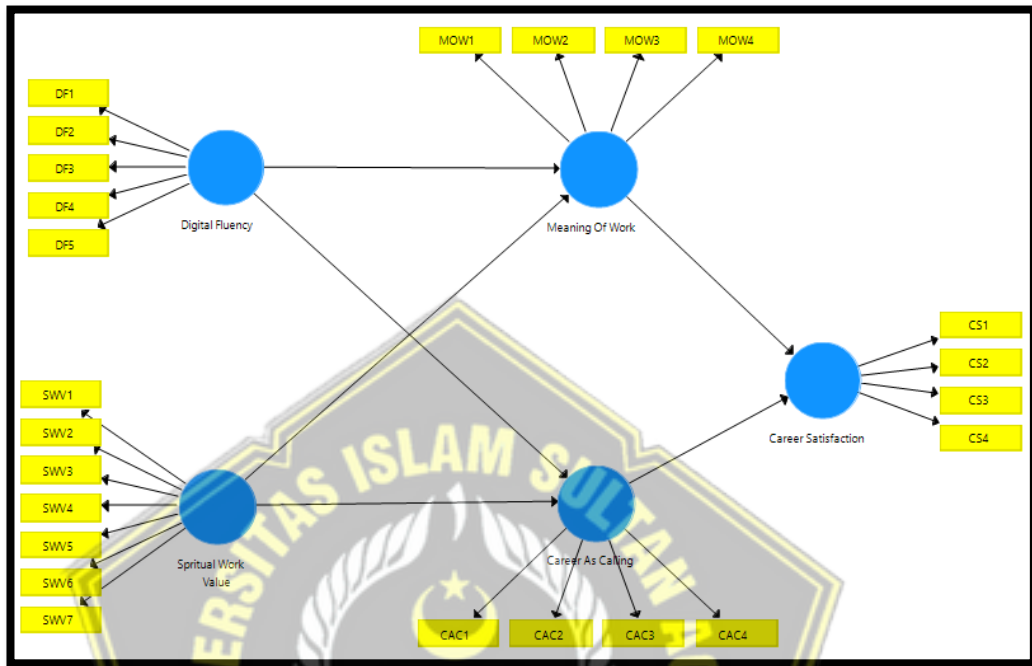 MOW1 MOW2 MOW3 MOW4
DF1
DF2
DF3
DF4
DF5
Digital Fluency
Meaning Of Work
CS1
CS2
CS3
CS4
Career Satisfaction
SWV1
SWV2
SWV3
SWV4
SWV5
SWV6
SWV7
Spritual Work
Value
Career As Calling
CAC1 CAC2 CAC3 CAC4
ERSITAS ISLAM SULTAN AG